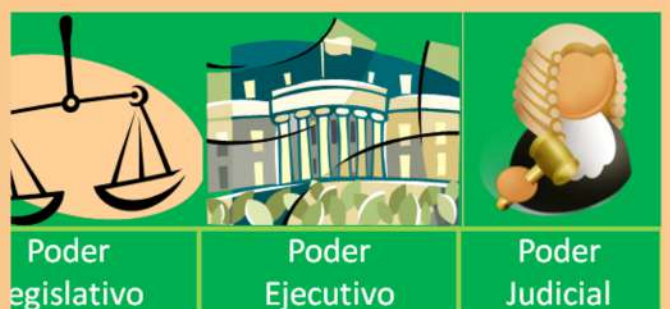 Poder
Poder
Poder
egislativo
Ejecutivo
Judicial